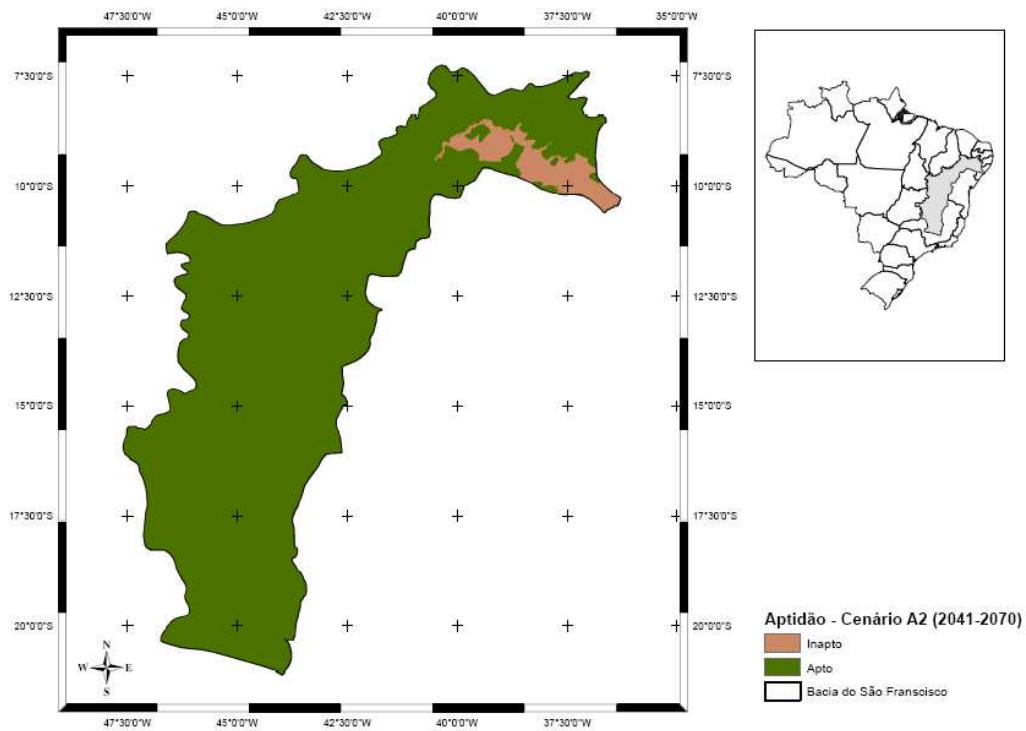 47°30'0"W 45°0'0"W 42°30'0"W 40°0'0"W 37°30'0"W 35°0'0"W
7°30'0"S 7°30'0"S
10°0'0"S 10°0'0"S
12°30'0"S 12°30'0"S
15°0'0"S 15°0'0"S
17°30'0"S 17°30'0"S
20°0'0"S 20°0'0"S
N
W E
S
47°30'0"W 45°0'0"W 42°30'0"W 40°0'0"W 37°30'0"W
Aptidão - Cenário A2 (2041-2070)
Inapto
Apto
Bacia do São Franscisco